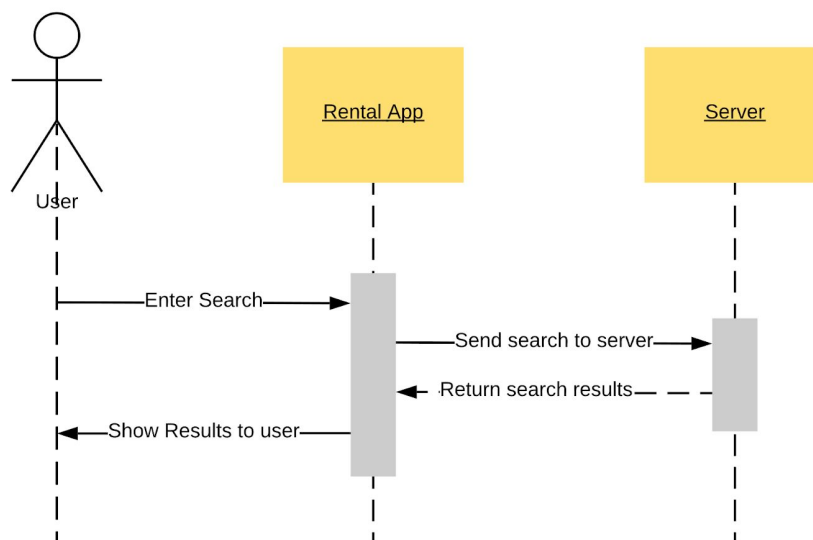 Rental App
Server
User
Enter Search
Send search to server
Return search results
Show Results to user